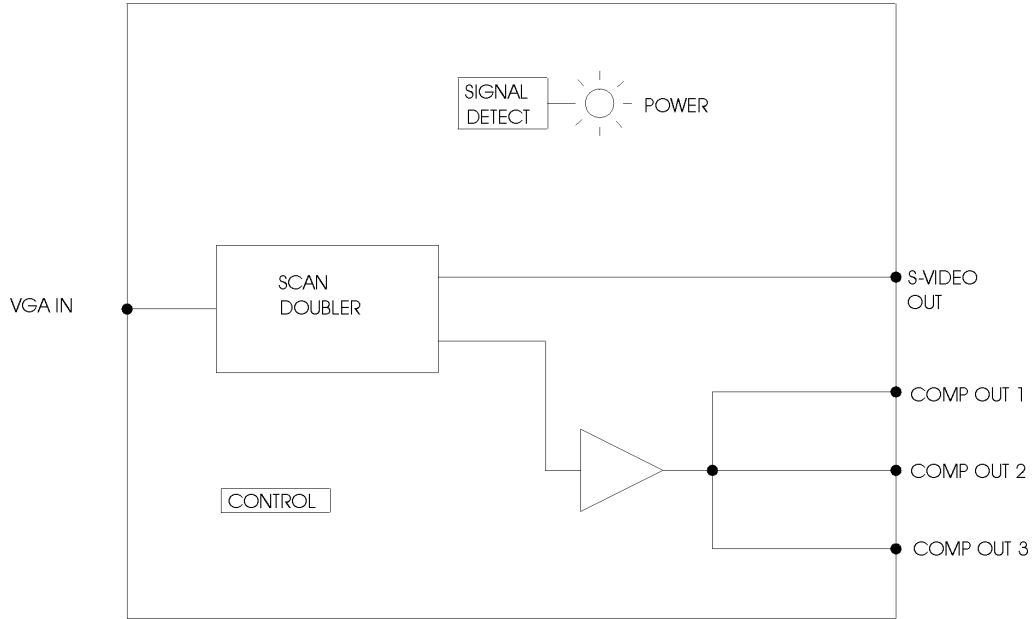 SIGNAL
DETECT
POWER
SCAN
DOUBLER
VGA IN
S-VIDEO
OUT
COMP OUT 1
COMP OUT 2
CONTROL
COMP OUT 3